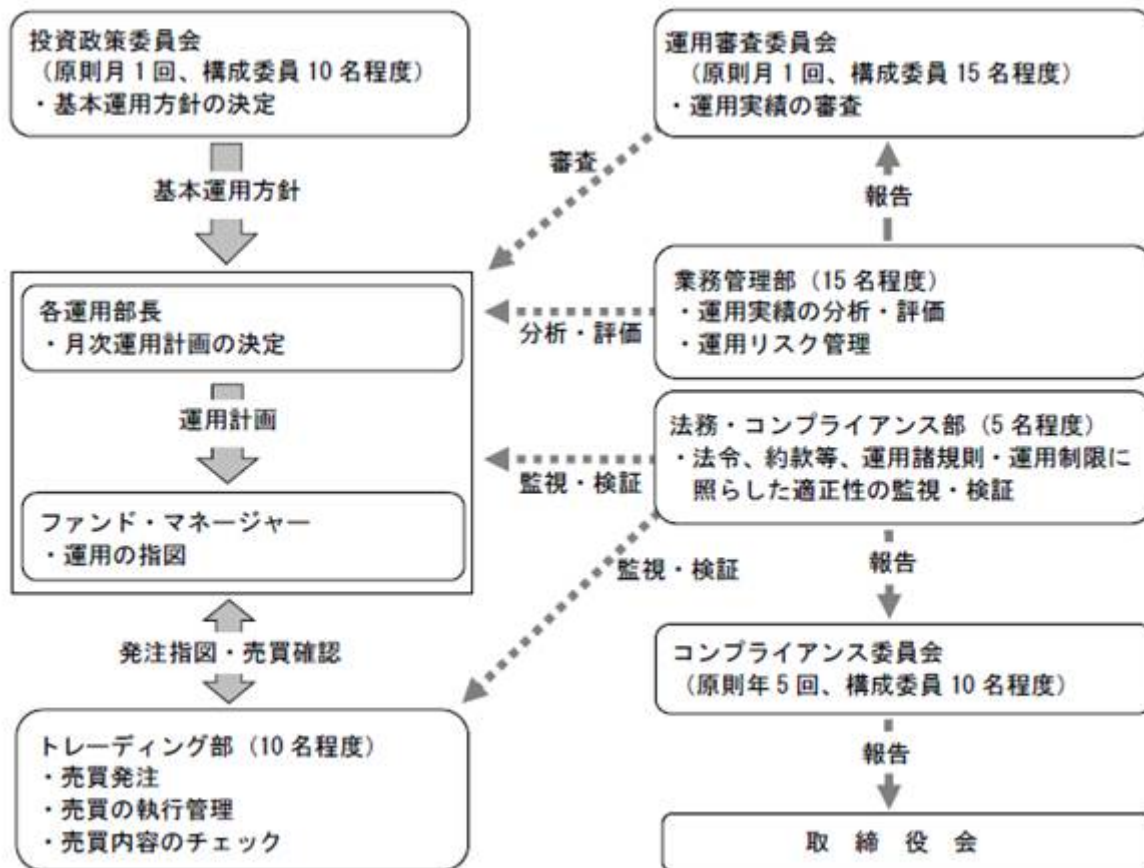 投資政策委員会
（原則月1回、構成委員10名程度）
・基本運用方針の決定
基本運用方針
各運用部長
・月次運用計画の決定
運用計画
ファンド・マネージャー
・運用の指図
発注指図・売買確認
トレーディング部（10名程度）
・売買発注
・売買の執行管理
・売買内容のチェック
運用審査委員会
（原則月1回、構成委員15名程度）
・運用実績の審査
審査
報告
業務管理部（15名程度）
・運用実績の分析・評価
・運用リスク管理
分析・評価
法務・コンプライアンス部（5名程度）
・法令、約款等、運用諸規則・運用制限に
照らした適正性の監視・検証
監視・検証
監視・検証
報告
コンプライアンス委員会
（原則年5回、構成委員10名程度）
報告
取締役会